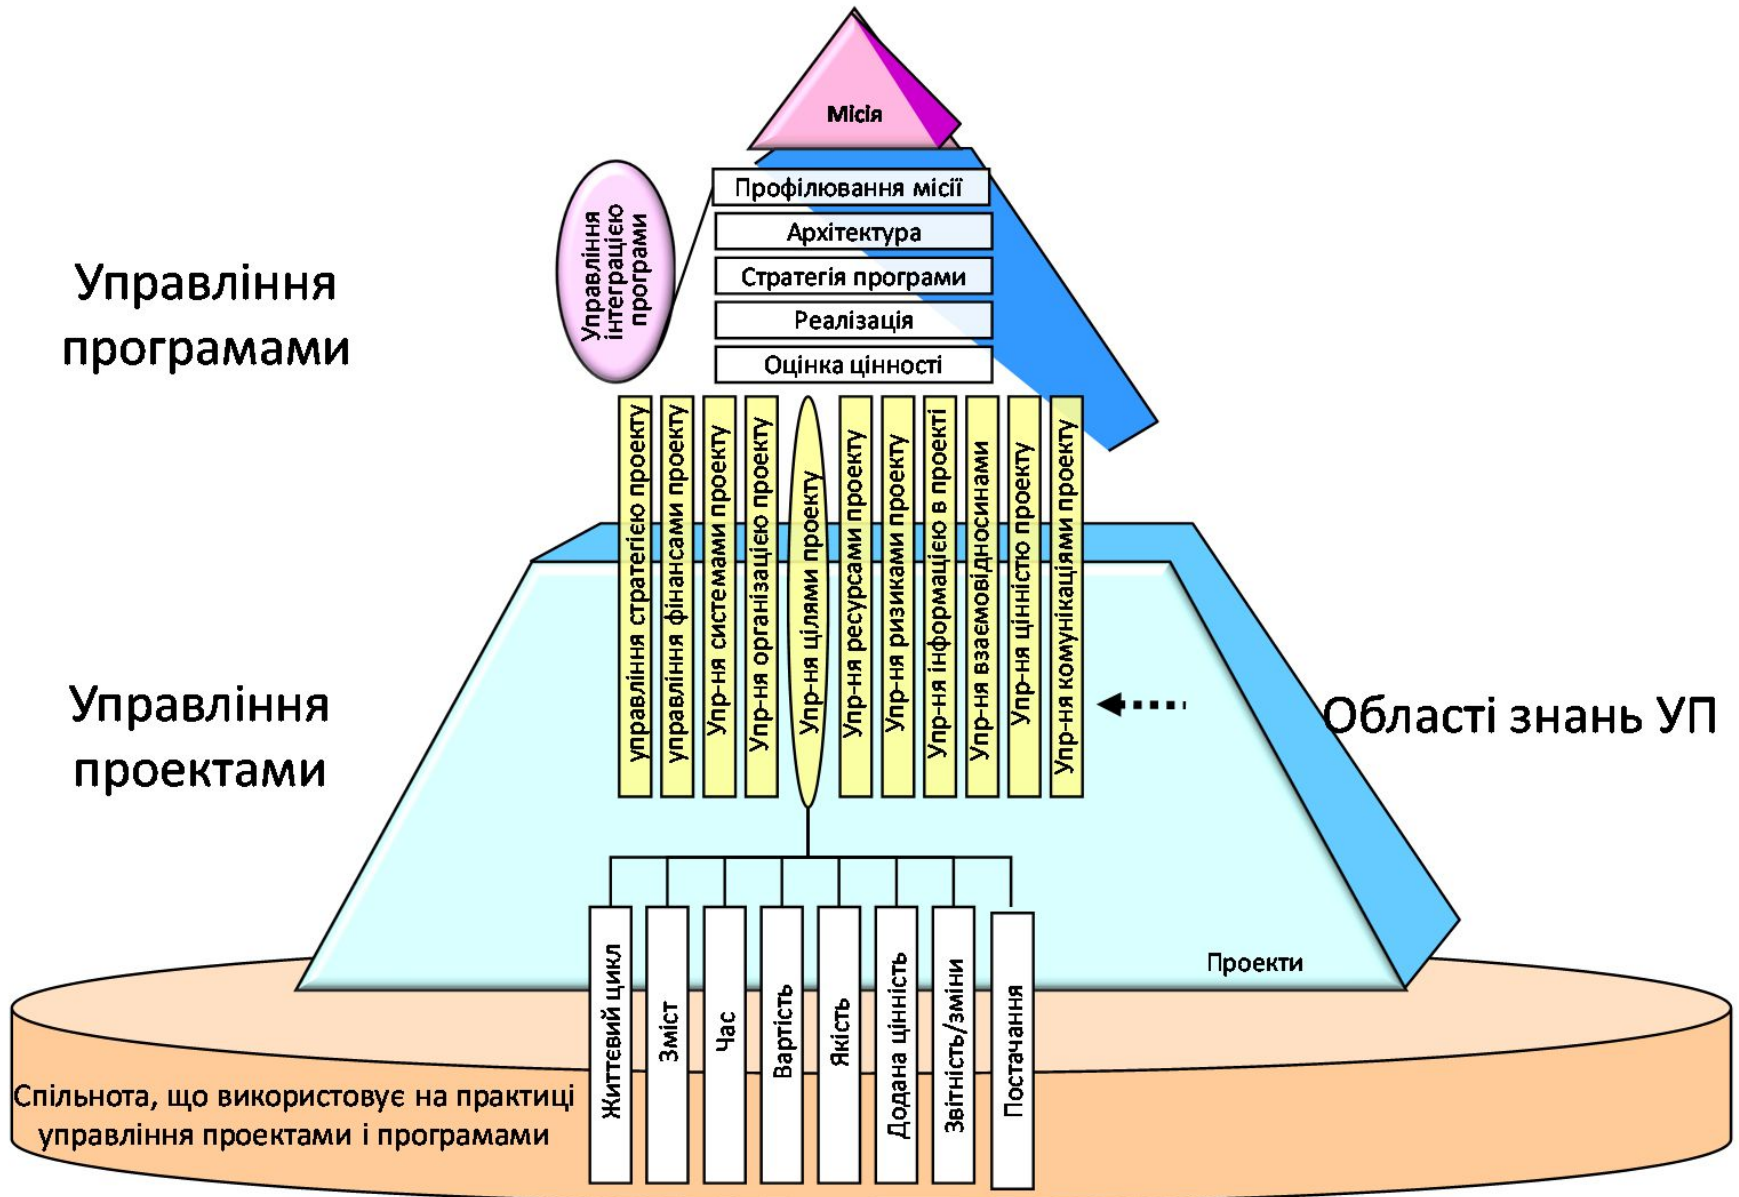 Місія
Управління
інтеграцією
програми
Профілювання місії
Архітектура
Стратегія програми
Реалізація
Оцінка цінності
Управління
програмами
управління стратегією проекту
управління фінансами проекту
Упр-ня системами проекту
Упр-ня організацією проекту
Упр-ня цілями проекту
Упр-ня ресурсами проекту
Упр-ня ризиками проекту
Упр-ня інформацією в проекті
Упр-ня взаємовідносинами
Упр-ня цінністю проекту
Упр-ня комунікаціями проекту
Управління
проектами
Області знань УП
Проекти
Життєвий цикл
Зміст
Час
Вартість
Якість
Додана цінність
Звітність/зміни
Постачання
Спільнота, що використовує на практиці
управління проектами і програмами